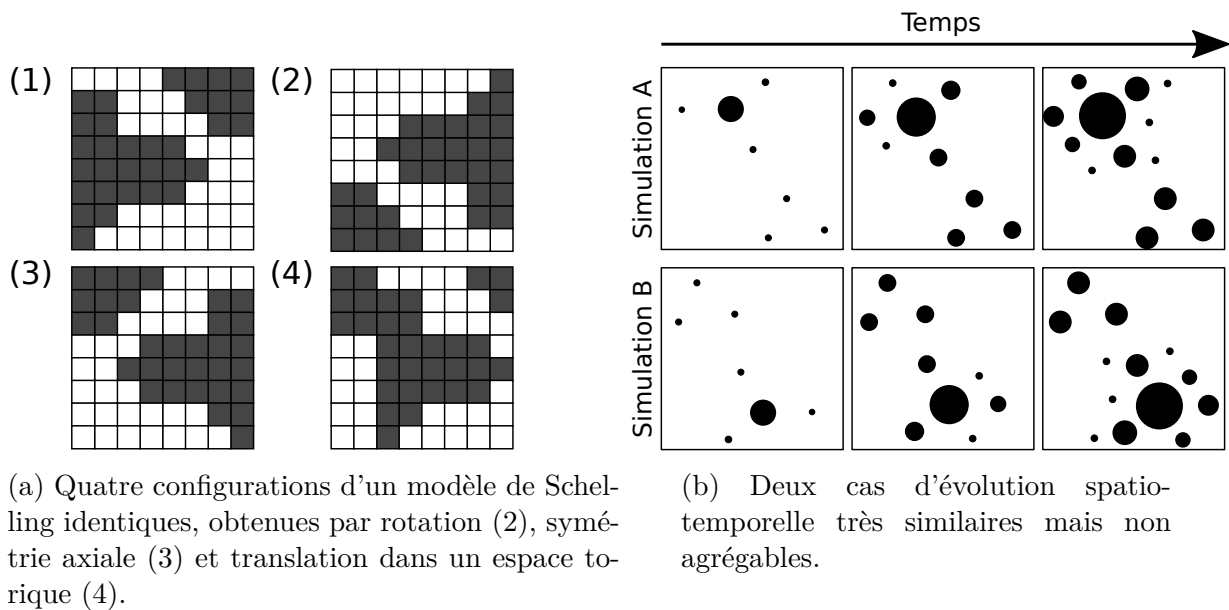 Temps
(1)
(2)
Simulation A
(3)
(4)
Simulation B
(a) Quatre configurations d'un modèle de Schel-
ling identiques, obtenues par rotation (2), symé-
trie axiale (3) et translation dans un espace to-
rique (4).
(b) Deux cas d'évolution spatio-
temporelle très similaires mais non
agrégables.